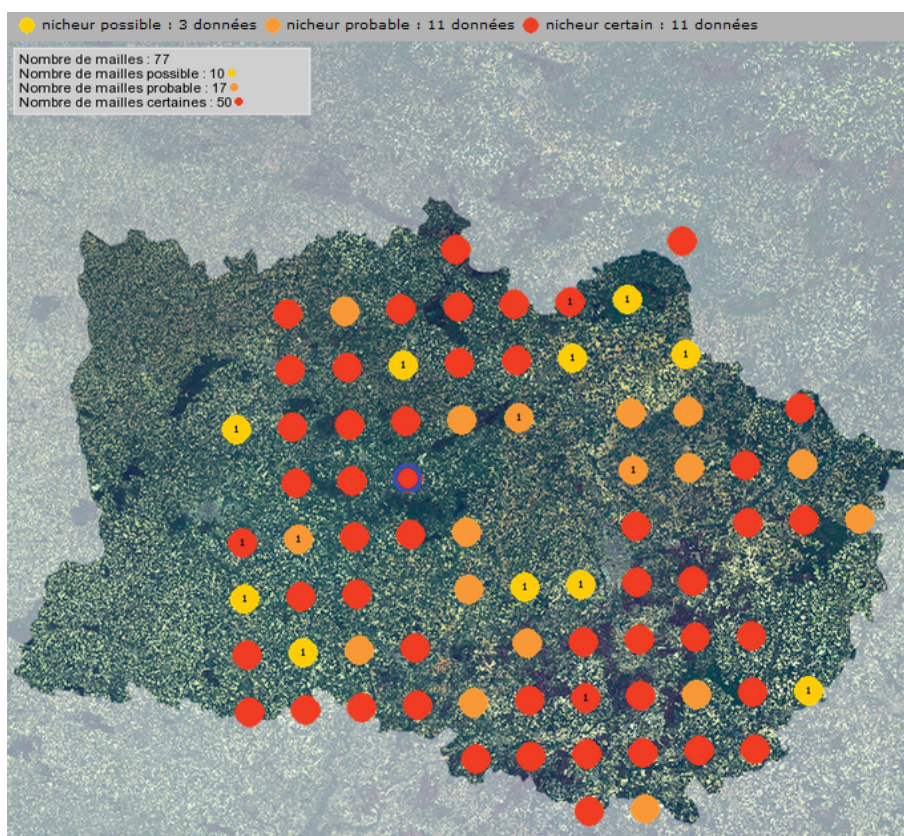 nicheur possible : 3 données nicheur probable : 11 données nicheur certain : 11 données
Nombre de mailles : 77
Nombre de mailles possible : 10
Nombre de mailles probable : 17
Nombre de mailles certaines : 50
1 1
1 1 1
1 1
1
1 1
1 1 1
1
1 1